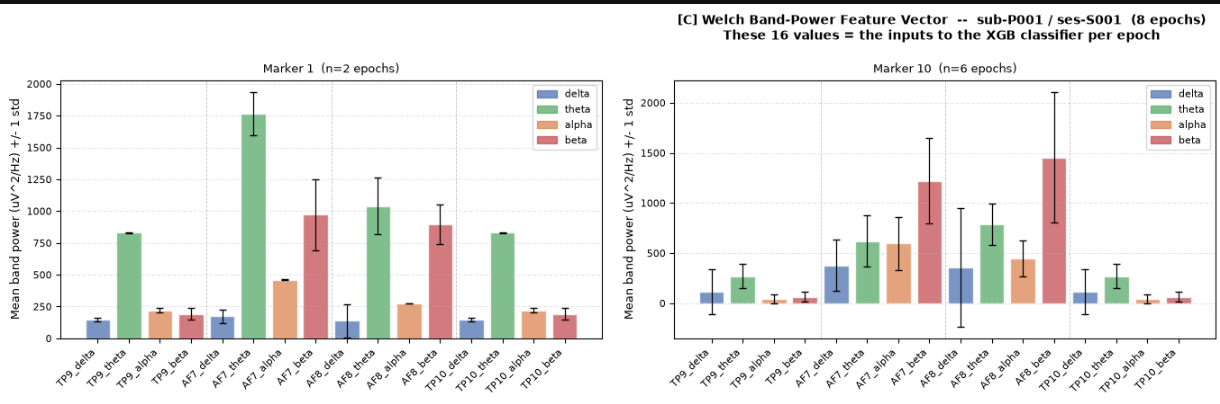 [C] Welch Band-Power Feature Vector  --  sub-P001 / ses-S001  (8 epochs)
These 16 values = the inputs to the XGB classifier per epoch
Marker 1  (n=2 epochs)
Mean band power (uV^2/Hz) +/- 1 std
2000
1750
1500
1250
1000
750
500
250
0
delta
theta
alpha
beta
TP9_delta
TP9_theta
TP9_alpha
TP9_beta
AF7_delta
AF7_theta
AF7_alpha
AF7_beta
AF8_delta
AF8_theta
AF8_alpha
AF8_beta
TP10_delta
TP10_theta
TP10_alpha
TP10_beta
Marker 10  (n=6 epochs)
Mean band power (uV^2/Hz) +/- 1 std
2000
1500
1000
500
0
delta
theta
alpha
beta
TP9_delta
TP9_theta
TP9_alpha
TP9_beta
AF7_delta
AF7_theta
AF7_alpha
AF7_beta
AF8_delta
AF8_theta
AF8_alpha
AF8_beta
TP10_delta
TP10_theta
TP10_alpha
TP10_beta